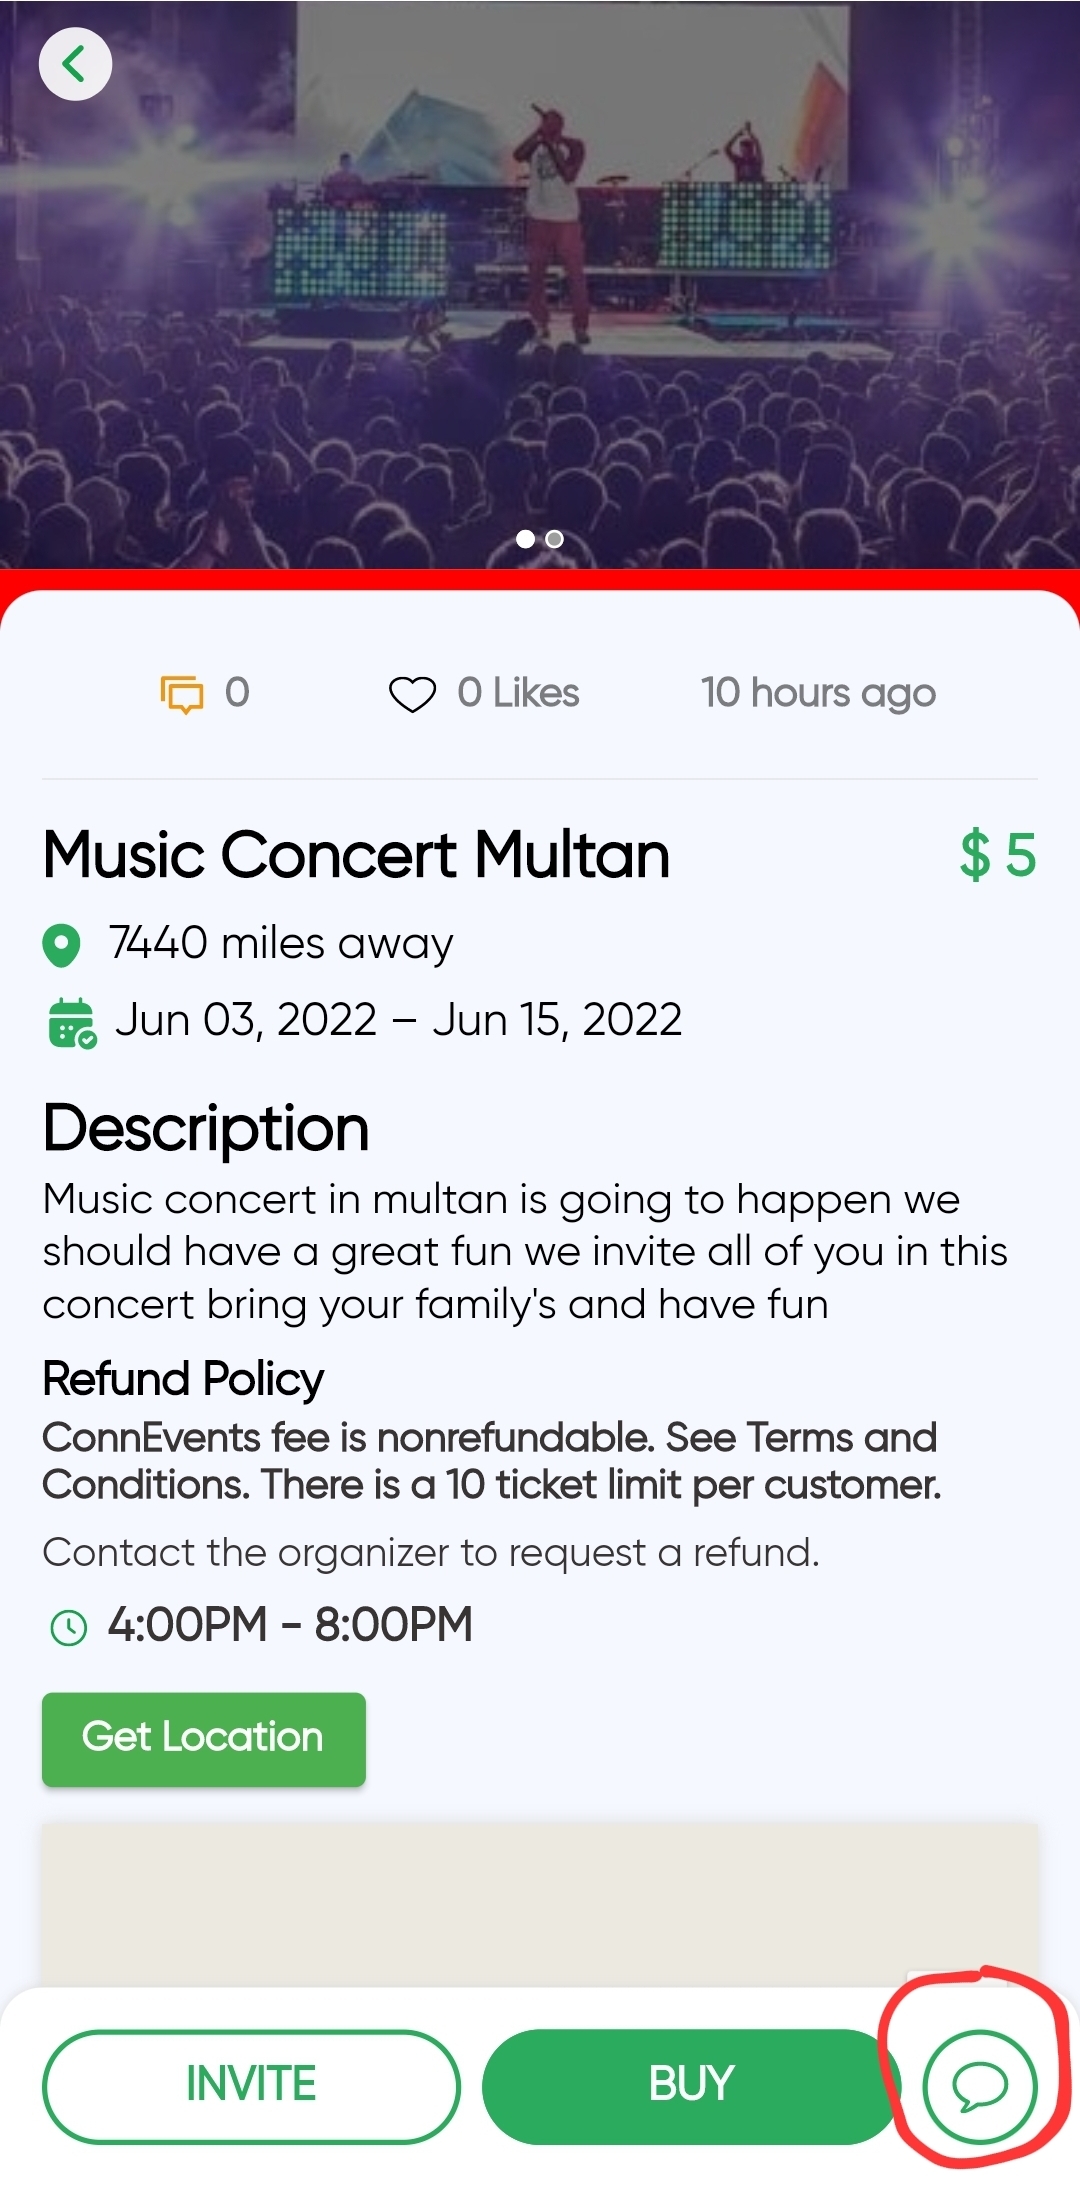 0
0 Likes
10 hours ago
Music Concert Multan
$ 5
7440 miles away
Jun 03, 2022 – Jun 15, 2022
Description
Music concert in multan is going to happen we
should have a great fun we invite all of you in this
concert bring your family's and have fun
Refund Policy
ConnEvents fee is nonrefundable. See Terms and
Conditions. There is a 10 ticket limit per customer.
Contact the organizer to request a refund.
4:00PM - 8:00PM
Get Location
INVITE
BUY